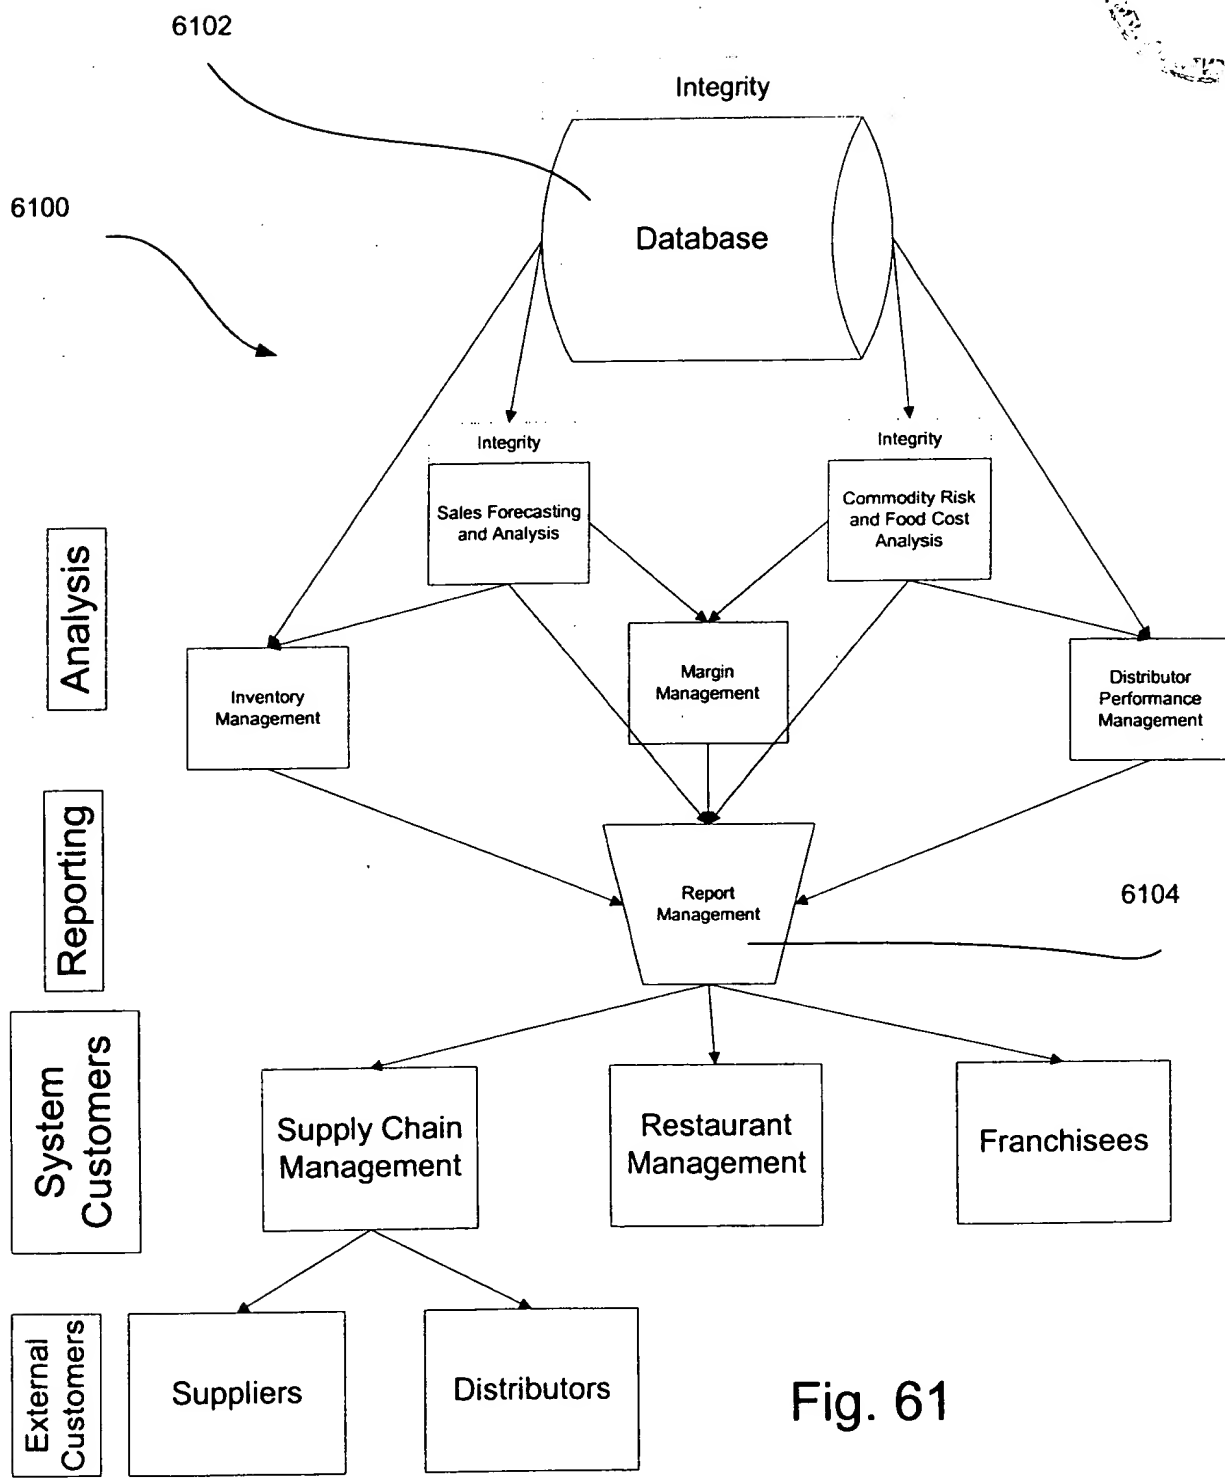 6102
Integrity
6100
Database
Integrity
Integrity
Sales Forecasting
and Analysis
Commodity Risk
and Food Cost
Analysis
Analysis
Inventory
Management
Margin
Management
Distributor
Performance
Management
Reporting
Report
Management
6104
System
Customers
Supply Chain
Management
Restaurant
Management
Franchisees
External
Customers
Suppliers
Distributors
Fig. 61